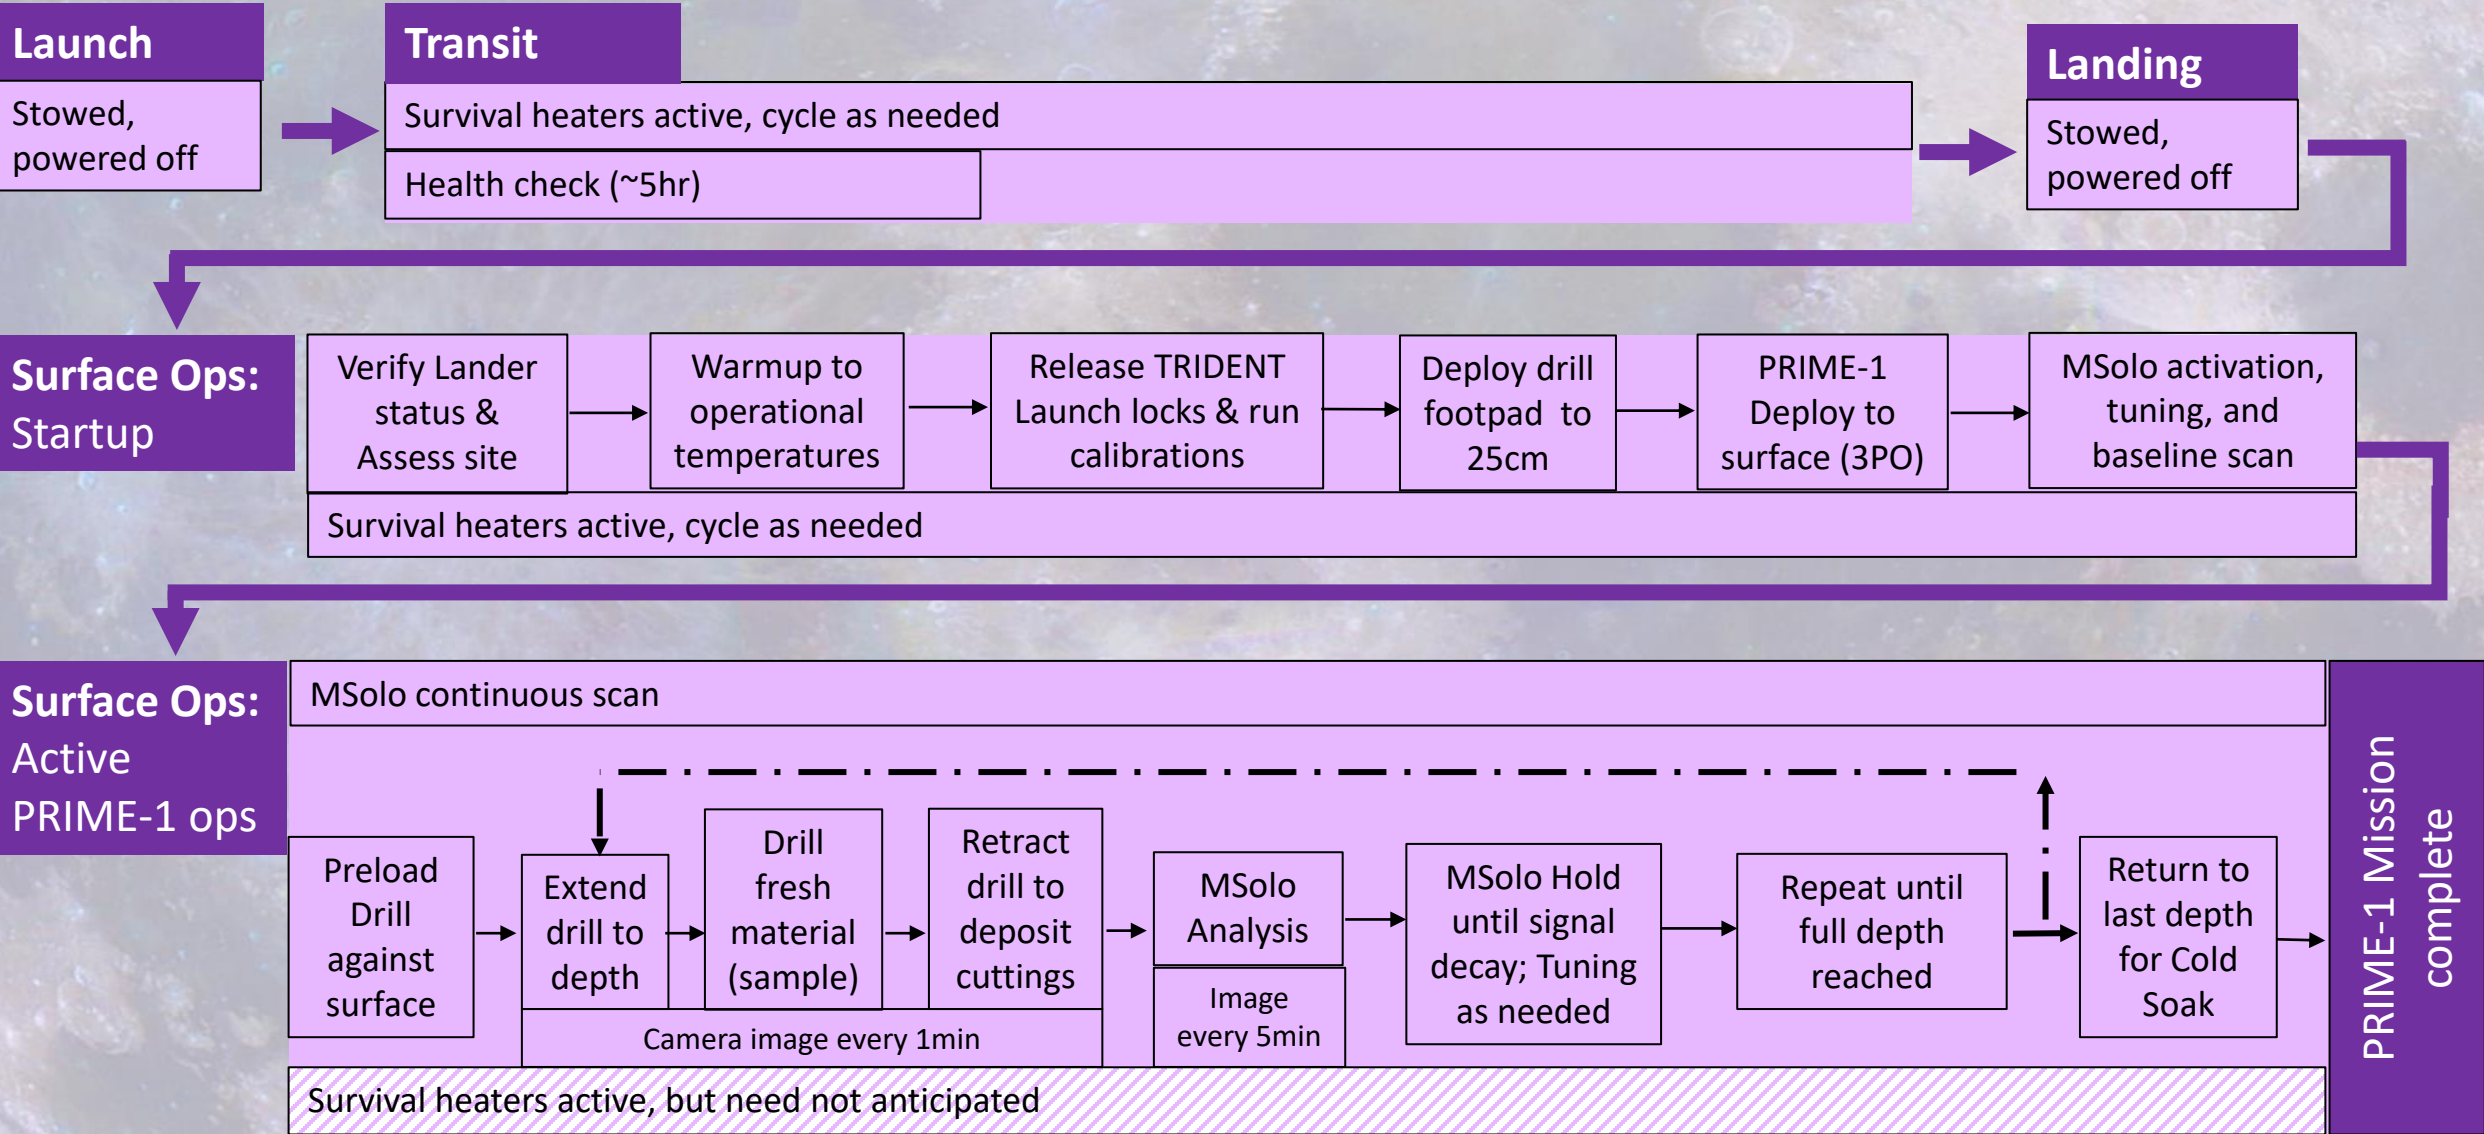 Launch
Stowed,
powered off
Transit
Survival heaters active, cycle as needed
Health check (~5hr)
Landing
Stowed,
powered off
Surface Ops:
Startup
Verify Lander
status &
Assess site
Warmup to
operational
temperatures
Release TRIDENT
Launch locks & run
calibrations
Deploy drill
footpad to
25cm
PRIME-1
Deploy to
surface (3PO)
MSolo activation,
tuning, and
baseline scan
Survival heaters active, cycle as needed
Surface Ops:
Active
PRIME-1 ops
MSolo continuous scan
Preload
Drill
against
surface
Extend
drill to
depth
Drill
fresh
material
(sample)
Retract
drill to
deposit
cuttings
Camera image every 1min
MSolo
Analysis
Image
every 5min
MSolo Hold
until signal
decay; Tuning
as needed
Repeat until
full depth
reached
Return to
last depth
for Cold
Soak
Survival heaters active, but need not anticipated
PRIME-1 Mission
complete